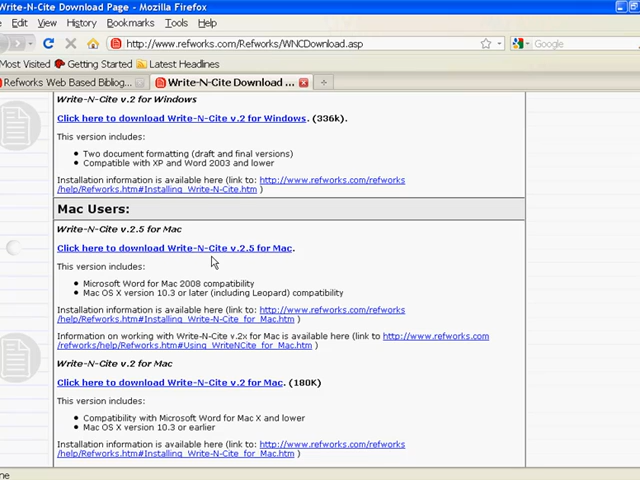 Write-N-Cite Download Page - Mozilla Firefox
Edit View History Bookmarks Tools Help
http://www.refworks.com/Refworks/WNCDownload.asp
Google
Most Visited Getting Started Latest Headlines
Refworks Web Based Bibliog...
Write-N-Cite Download ...
Write-N-Cite v.2 for Windows
Click here to download Write-N-Cite v.2 for Windows. (336k).
This version includes:
Two document formatting (draft and final versions)
Compatible with XP and Word 2003 and lower
Installation information is available here (link to: http://www.refworks.com/refworks
/help/Refworks.htm#Installing_Write-N-Cite.htm )
Mac Users:
Write-N-Cite v.2.5 for Mac
Click here to download Write-N-Cite v.2.5 for Mac.
This version includes:
Microsoft Word for Mac 2008 compatibility
Mac OS X version 10.3 or later (including Leopard) compatibility
Installation information is available here (link to: http://www.refworks.com/refworks
/help/Refworks.htm#Installing_Write-N-Cite_for_Mac.htm )
Information on working with Write-N-Cite v.2x for Mac is available here (link to http://www.refworks.com
/refworks/help/Refworks.htm#Using_WriteNCite_for_Mac.htm )
Write-N-Cite v.2 for Mac
Click here to download Write-N-Cite v.2 for Mac. (180K)
This version includes:
Compatibility with Microsoft Word for Mac X and lower
Mac OS X version 10.3 or earlier
Installation information is available here (link to: http://www.refworks.com/refworks
/help/Refworks.htm#Installing_Write-N-Cite_for_Mac.htm )
ne